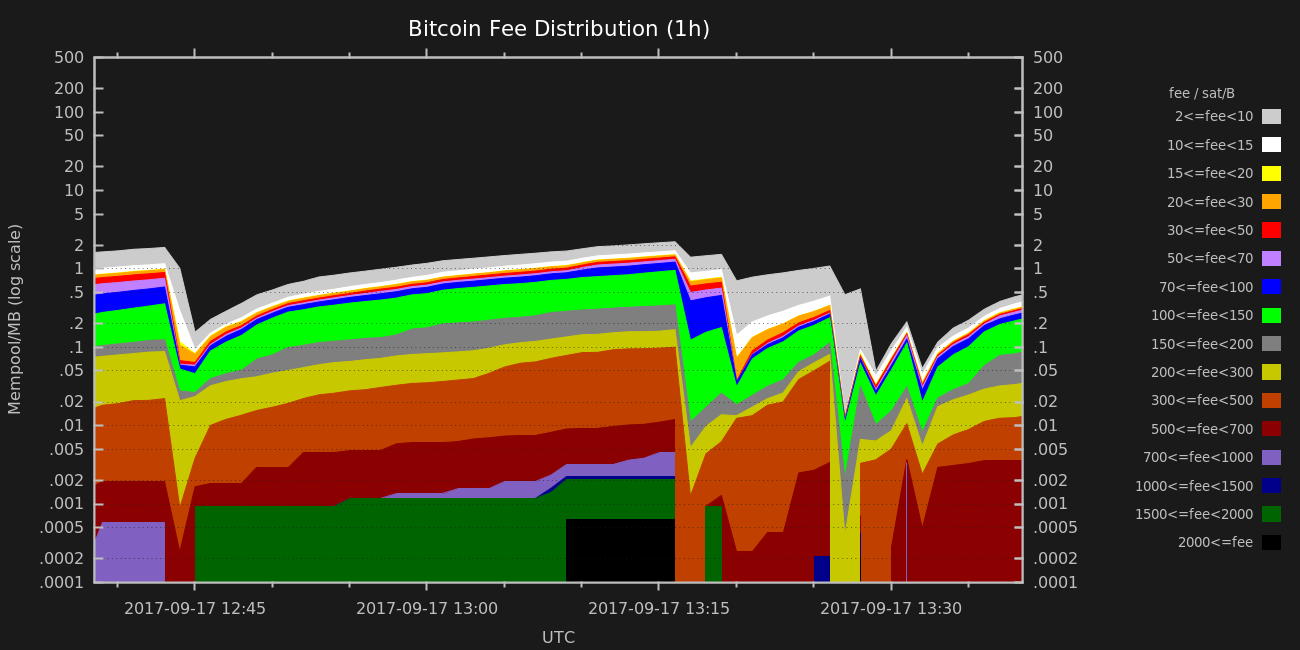 Bitcoin Fee Distribution (1h)
Mempool/MB (log scale)
500
200
100
50
20
10
5
2
1
.5
.2
.1
.05
.02
.01
.005
.002
.001
.0005
.0002
.0001
500
200
100
50
20
10
5
2
1
.5
.2
.1
.05
.02
.01
.005
.002
.001
.0005
.0002
.0001
2017-09-17 12:45
2017-09-17 13:00
2017-09-17 13:15
2017-09-17 13:30
UTC
fee / sat/B
2<=fee<10
10<=fee<15
15<=fee<20
20<=fee<30
30<=fee<50
50<=fee<70
70<=fee<100
100<=fee<150
150<=fee<200
200<=fee<300
300<=fee<500
500<=fee<700
700<=fee<1000
1000<=fee<1500
1500<=fee<2000
2000<=fee